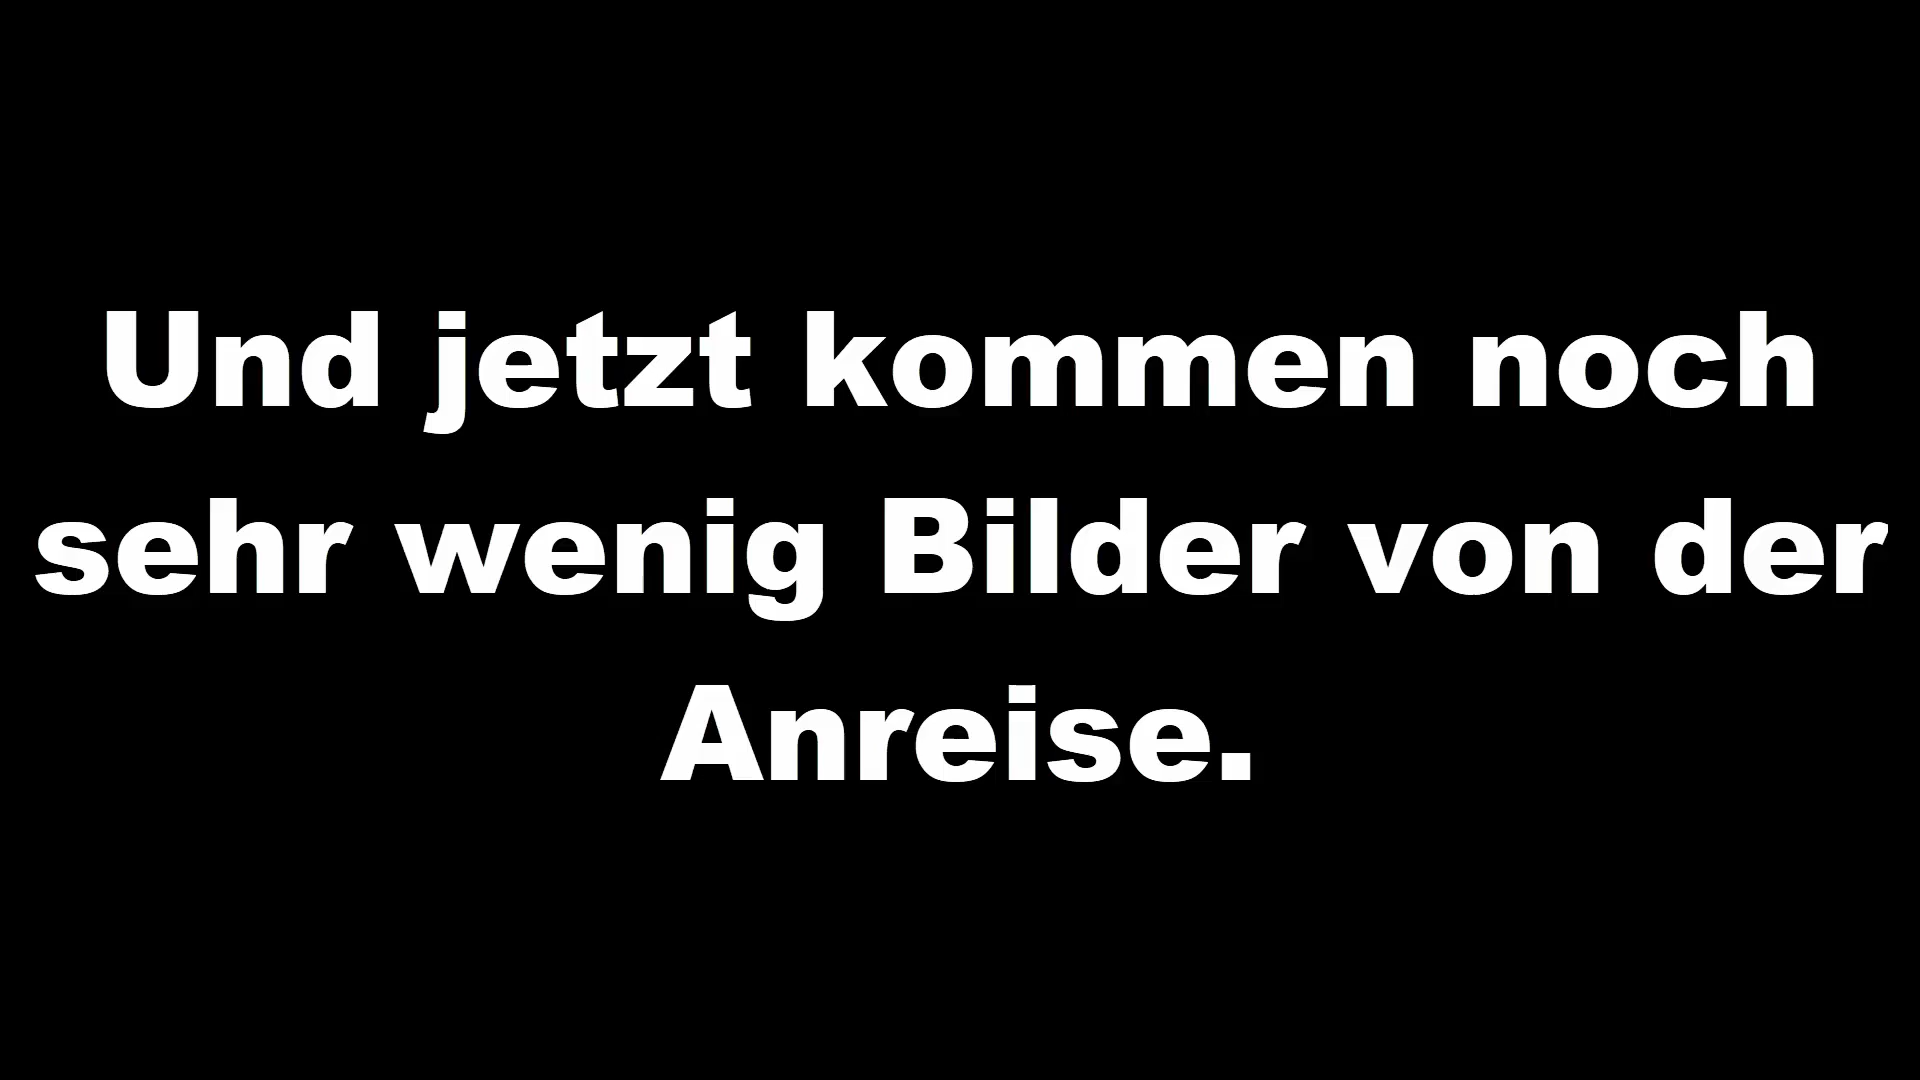 Und jetzt kommen noch
sehr wenig Bilder von der
Anreise.